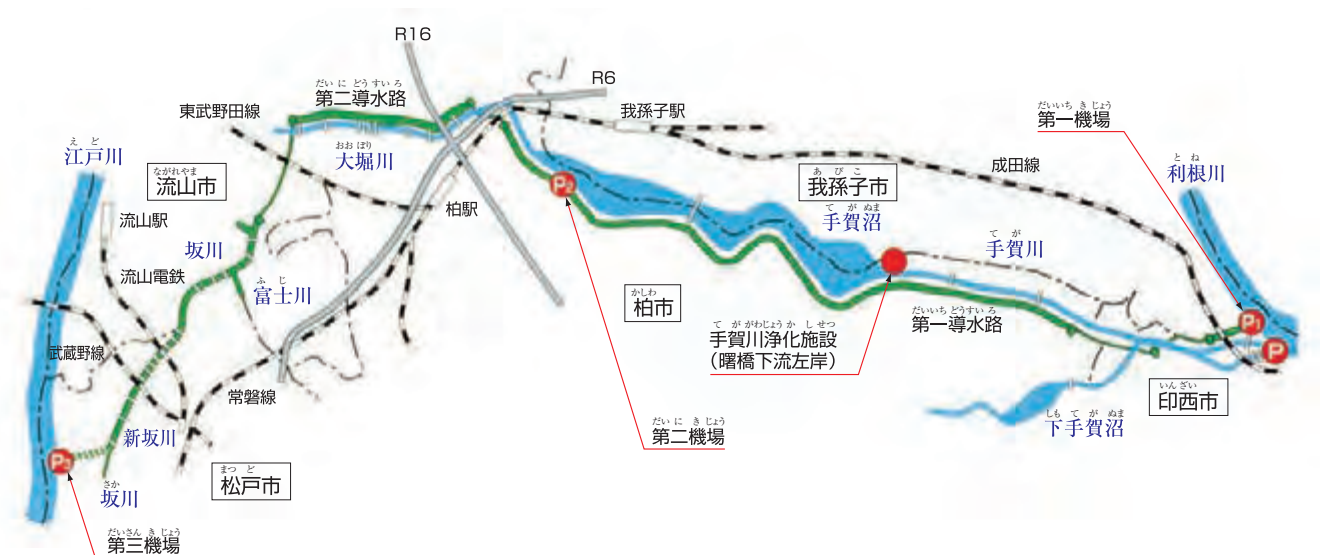 R16
R6
だい に どう すい ろ
第二導水路
東武野田線
我孫子駅
だいいち き じょう
第一機場
え ど
江戸川
おお ぼり
大堀川
成田線
と ね
利根川
ながれやま
流山市
あ び こ
我孫子市
流山駅
柏駅
て が ぬま
手賀沼
坂川
て が
手賀川
流山電鉄
ふ じ
富士川
かしわ
柏市
だいいち どうすい ろ
第一導水路
て が がわじょう か し せつ
手賀川浄化施設
(曙橋下流左岸)
武蔵野線
常磐線
いん ざい
印西市
しも て が ぬま
下手賀沼
新坂川
だい に き じょう
第二機場
まつ ど
松戸市
さか
坂川
だいさん き じょう
第三機場
P2
P1
P
P3